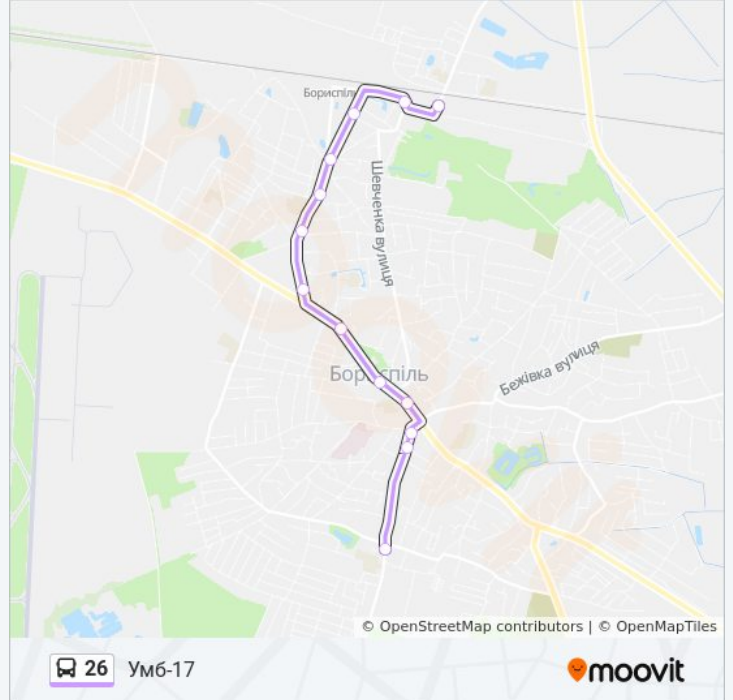 Бориспіль
Шевченка вулиця
Бежівка вулиця
Бориспіль
© OpenStreetMap contributors | © OpenMapTiles
26 Умб-17
moovit